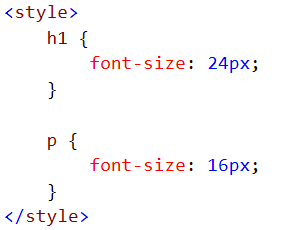 <style>
    h1 {
        font-size: 24px;
    }

    p {
        font-size: 16px;
    }
</style>